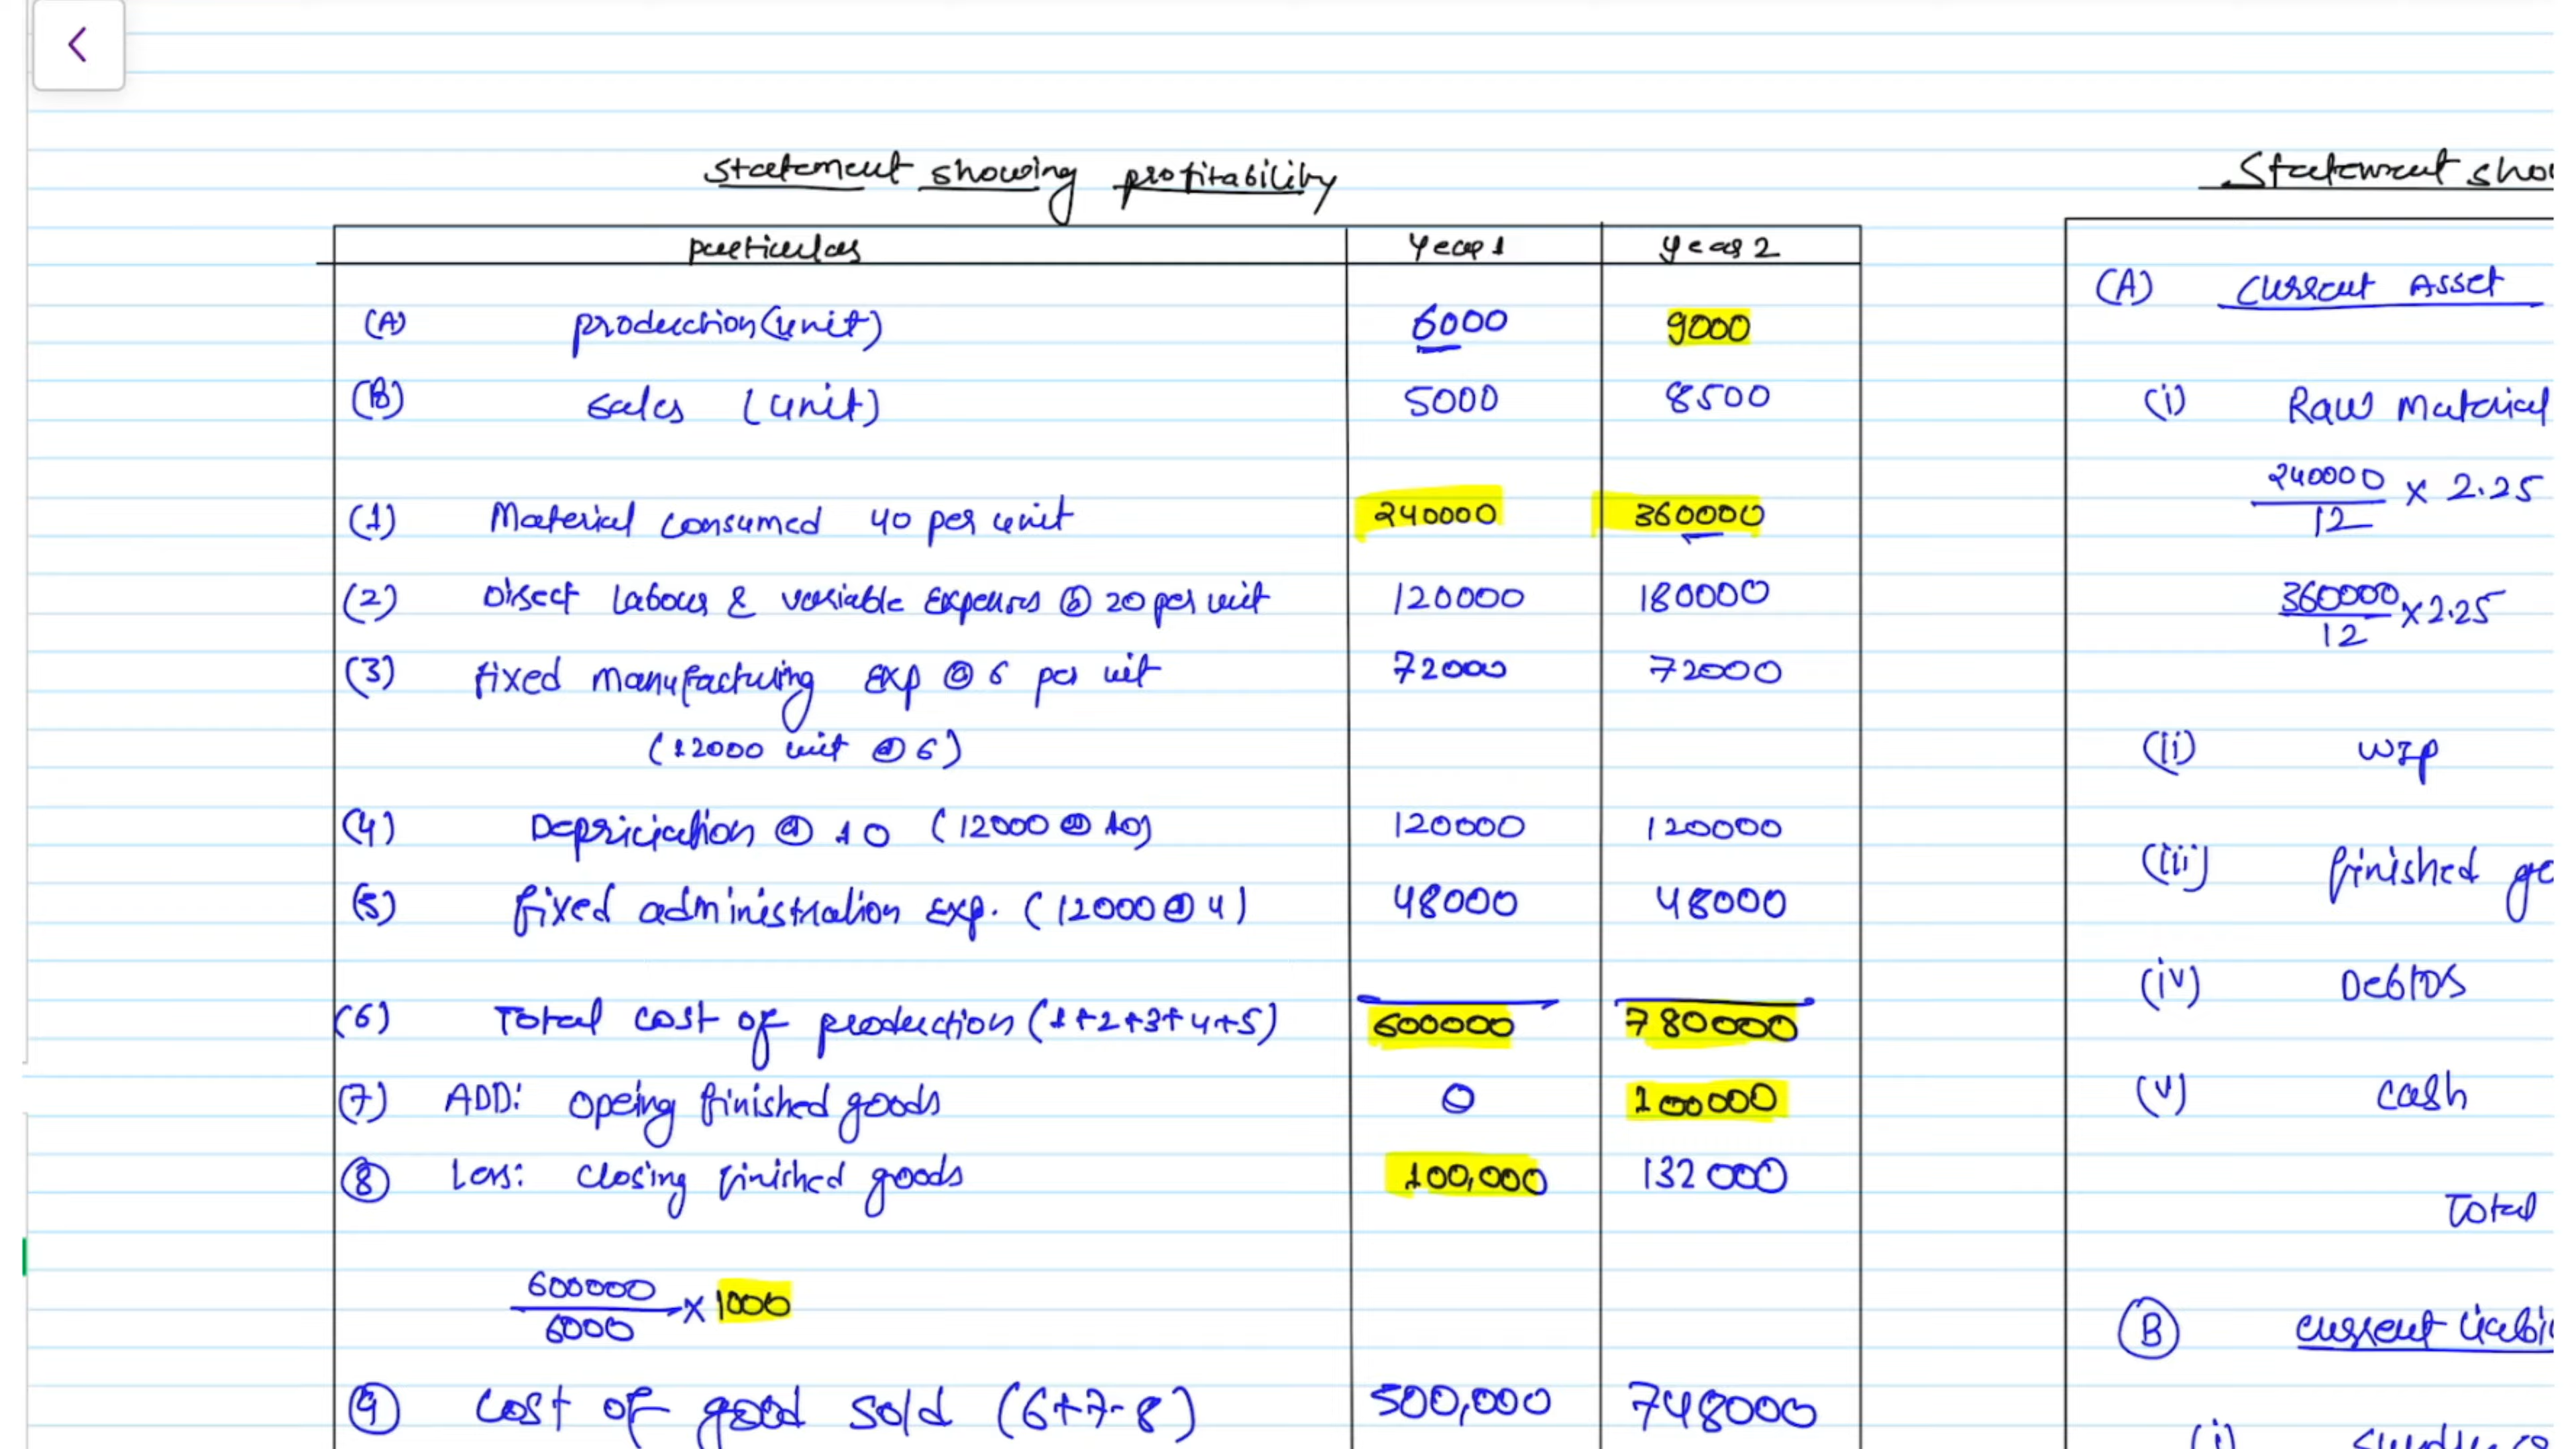 Statement showing profitability
particulars Year 1 Year 2
(A) production (unit) 6000 9000
(B) sales (unit) 5000 8500
(1) Material consumed 40 per unit 240000 360000
(2) Direct labour & variable Expenses @ 20 per unit 120000 180000
(3) fixed manufacturing Exp @ 6 per unit 72000 72000
(12000 unit @ 6)
(4) Depriciation @ 10 (12000 @ 10) 120000 120000
(5) fixed administration Exp. (12000 @ 4) 48000 48000
(6) Total cost of production (1+2+3+4+5) 600000 780000
(7) ADD: opeing finished goods 0 100000
(8) Less: closing finished goods 100,000 132000
600000
6000
× 1000
(9) cost of good sold (6+7-8) 500,000 748000
Statement
(A) Current Asset
(i) Raw Material
240000
12
× 2.25
360000
12
× 2.25
(ii) WIP
(iii) finished
(iv) Debtors
(v) cash
Total
(B) current
(i)